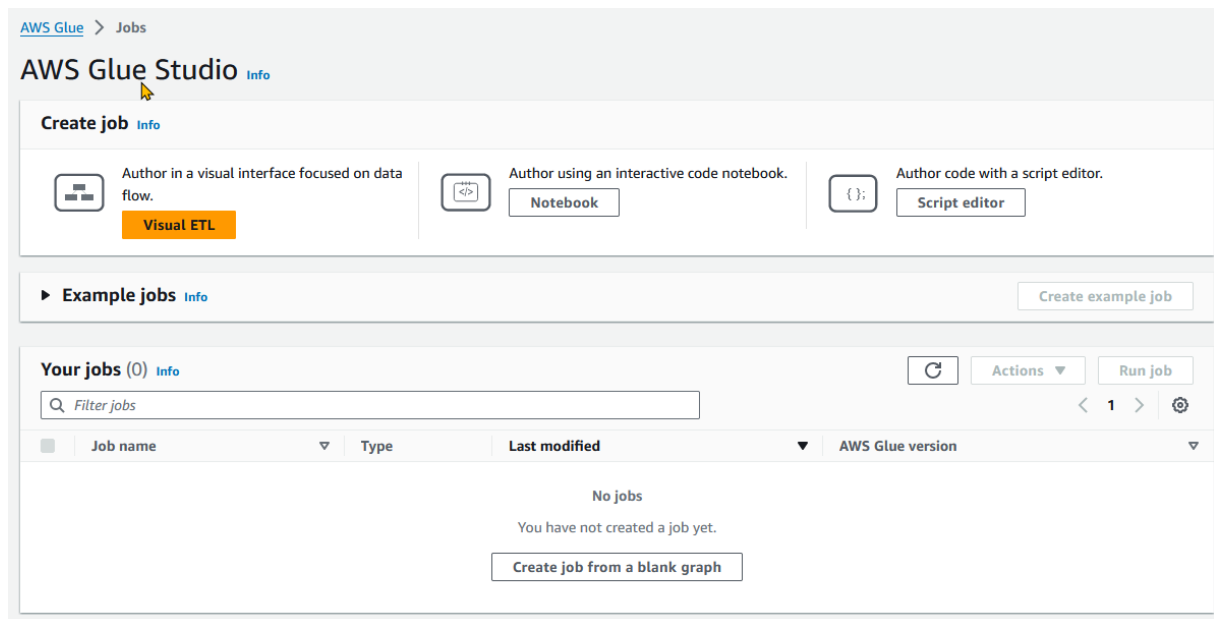 AWS Glue > Jobs
AWS Glue Studio Info
Create job Info
Author in a visual interface focused on data
flow.
Visual ETL
Author using an interactive code notebook.
</>
Notebook
Author code with a script editor.
{ };
Script editor
Example jobs Info
Create example job
Your jobs (0) Info
Actions
Run job
Filter jobs
1
Job name
Type
Last modified
AWS Glue version
No jobs
You have not created a job yet.
Create job from a blank graph